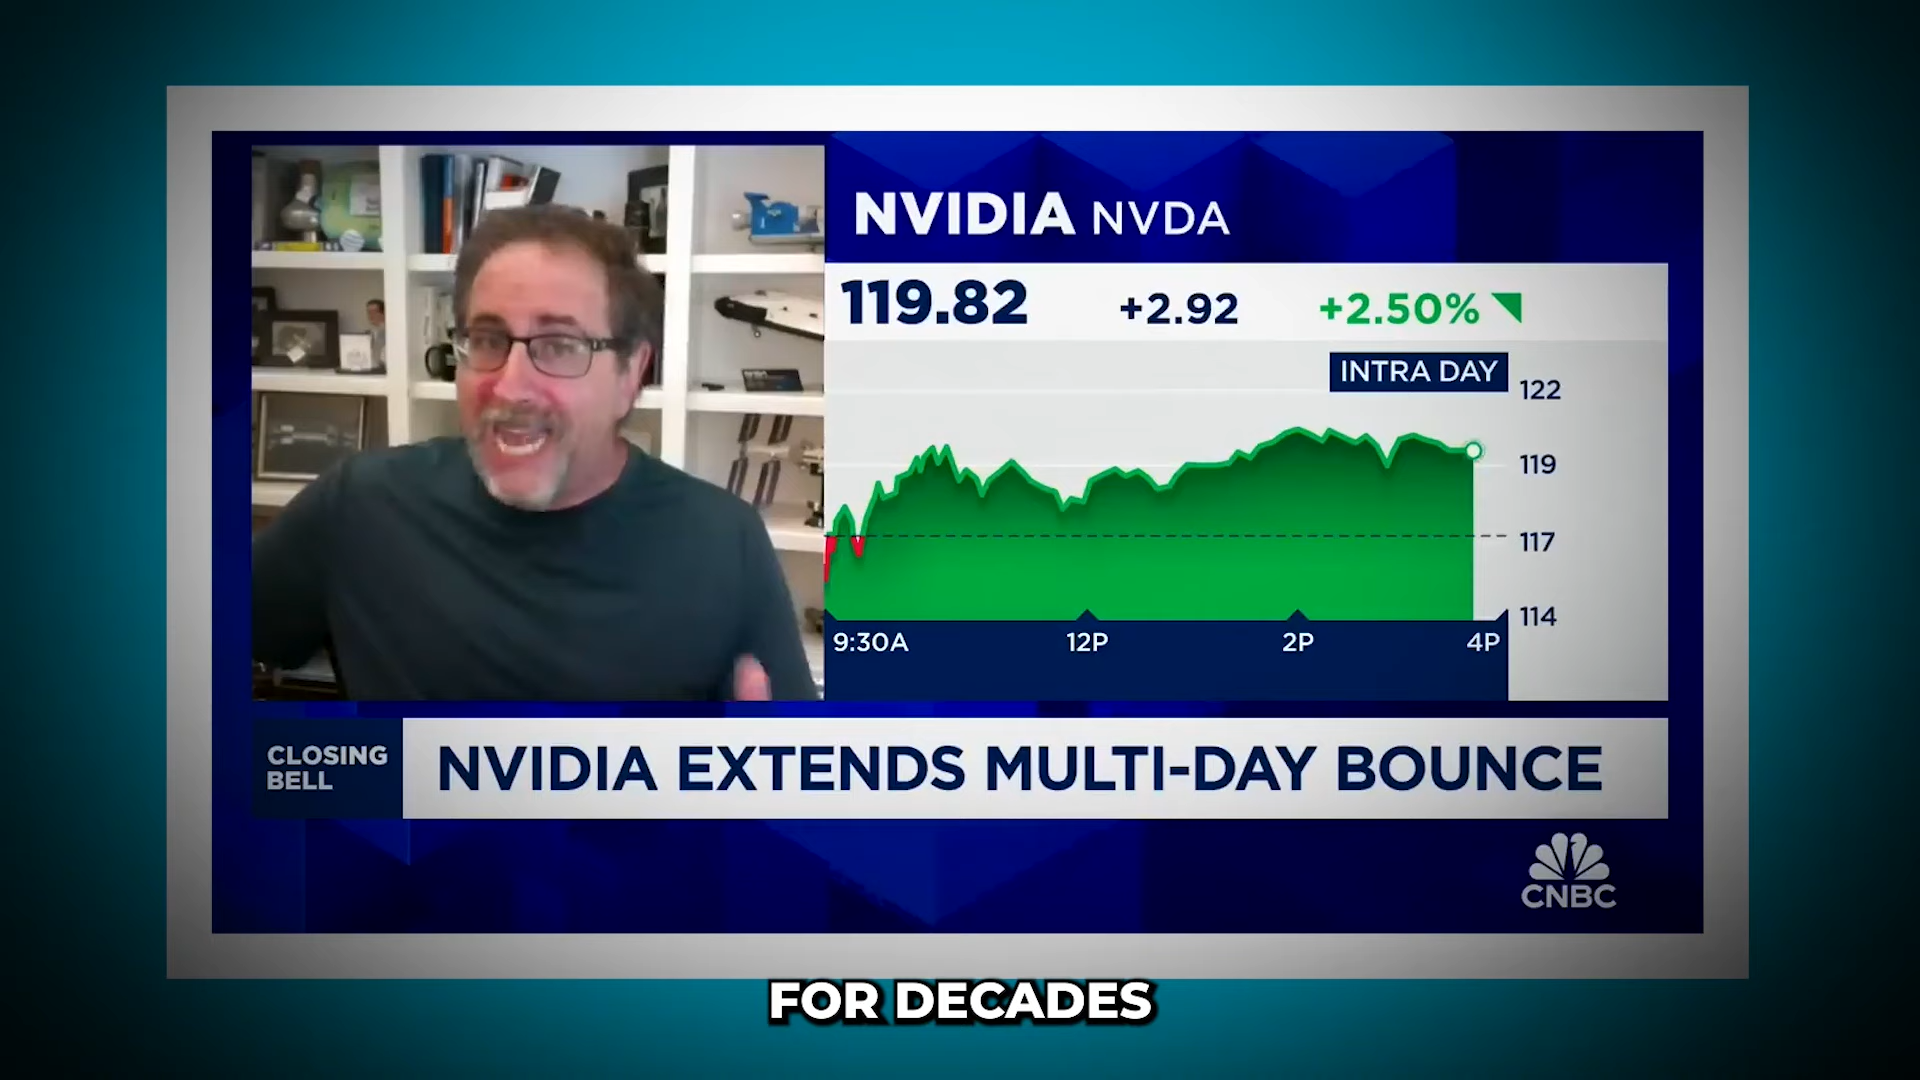 NVIDIA NVDA
119.82 +2.92 +2.50%
INTRA DAY
122
119
117
114
9:30A 12P 2P 4P
CLOSING
BELL
NVIDIA EXTENDS MULTI-DAY BOUNCE
CNBC
FOR DECADES